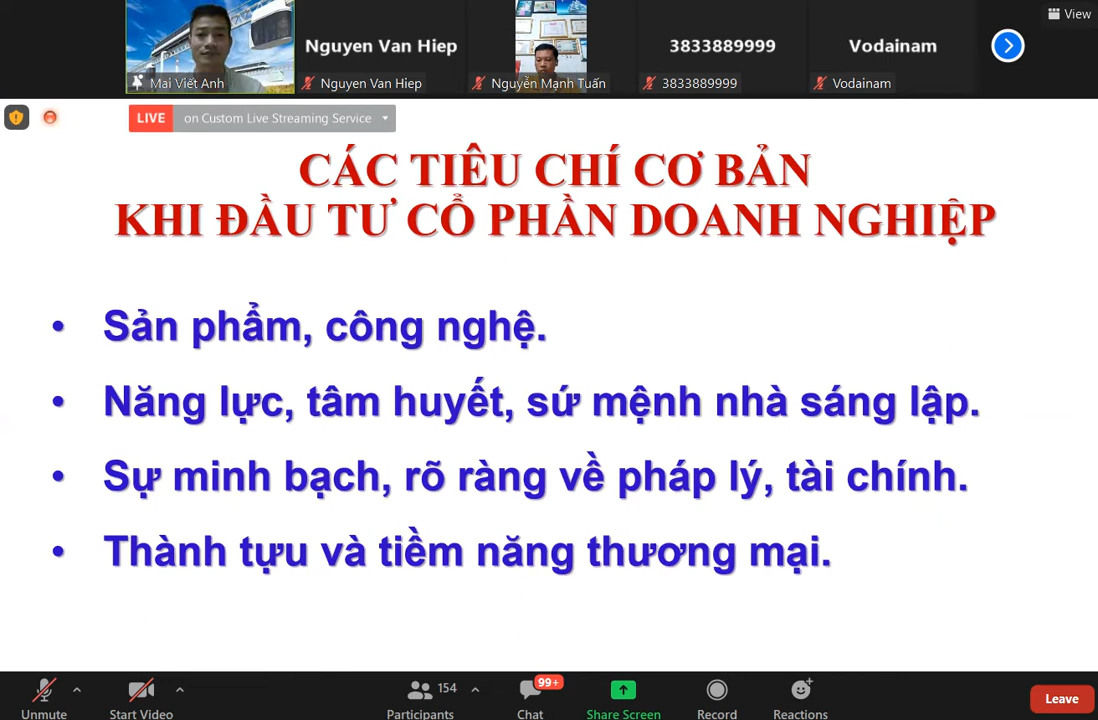 View
Nguyen Van Hiep
3833889999
Vodainam
Mai Viết Anh
Nguyen Van Hiep
Nguyễn Mạnh Tuấn
3833889999
Vodainam
LIVE on Custom Live Streaming Service
CÁC TIÊU CHÍ CƠ BẢN
KHI ĐẦU TƯ CỔ PHẦN DOANH NGHIỆP
• Sản phẩm, công nghệ.
• Năng lực, tâm huyết, sứ mệnh nhà sáng lập.
• Sự minh bạch, rõ ràng về pháp lý, tài chính.
• Thành tựu và tiềm năng thương mại.
154
99+
Unmute
Start Video
Participants
Chat
Share Screen
Record
Reactions
Leave